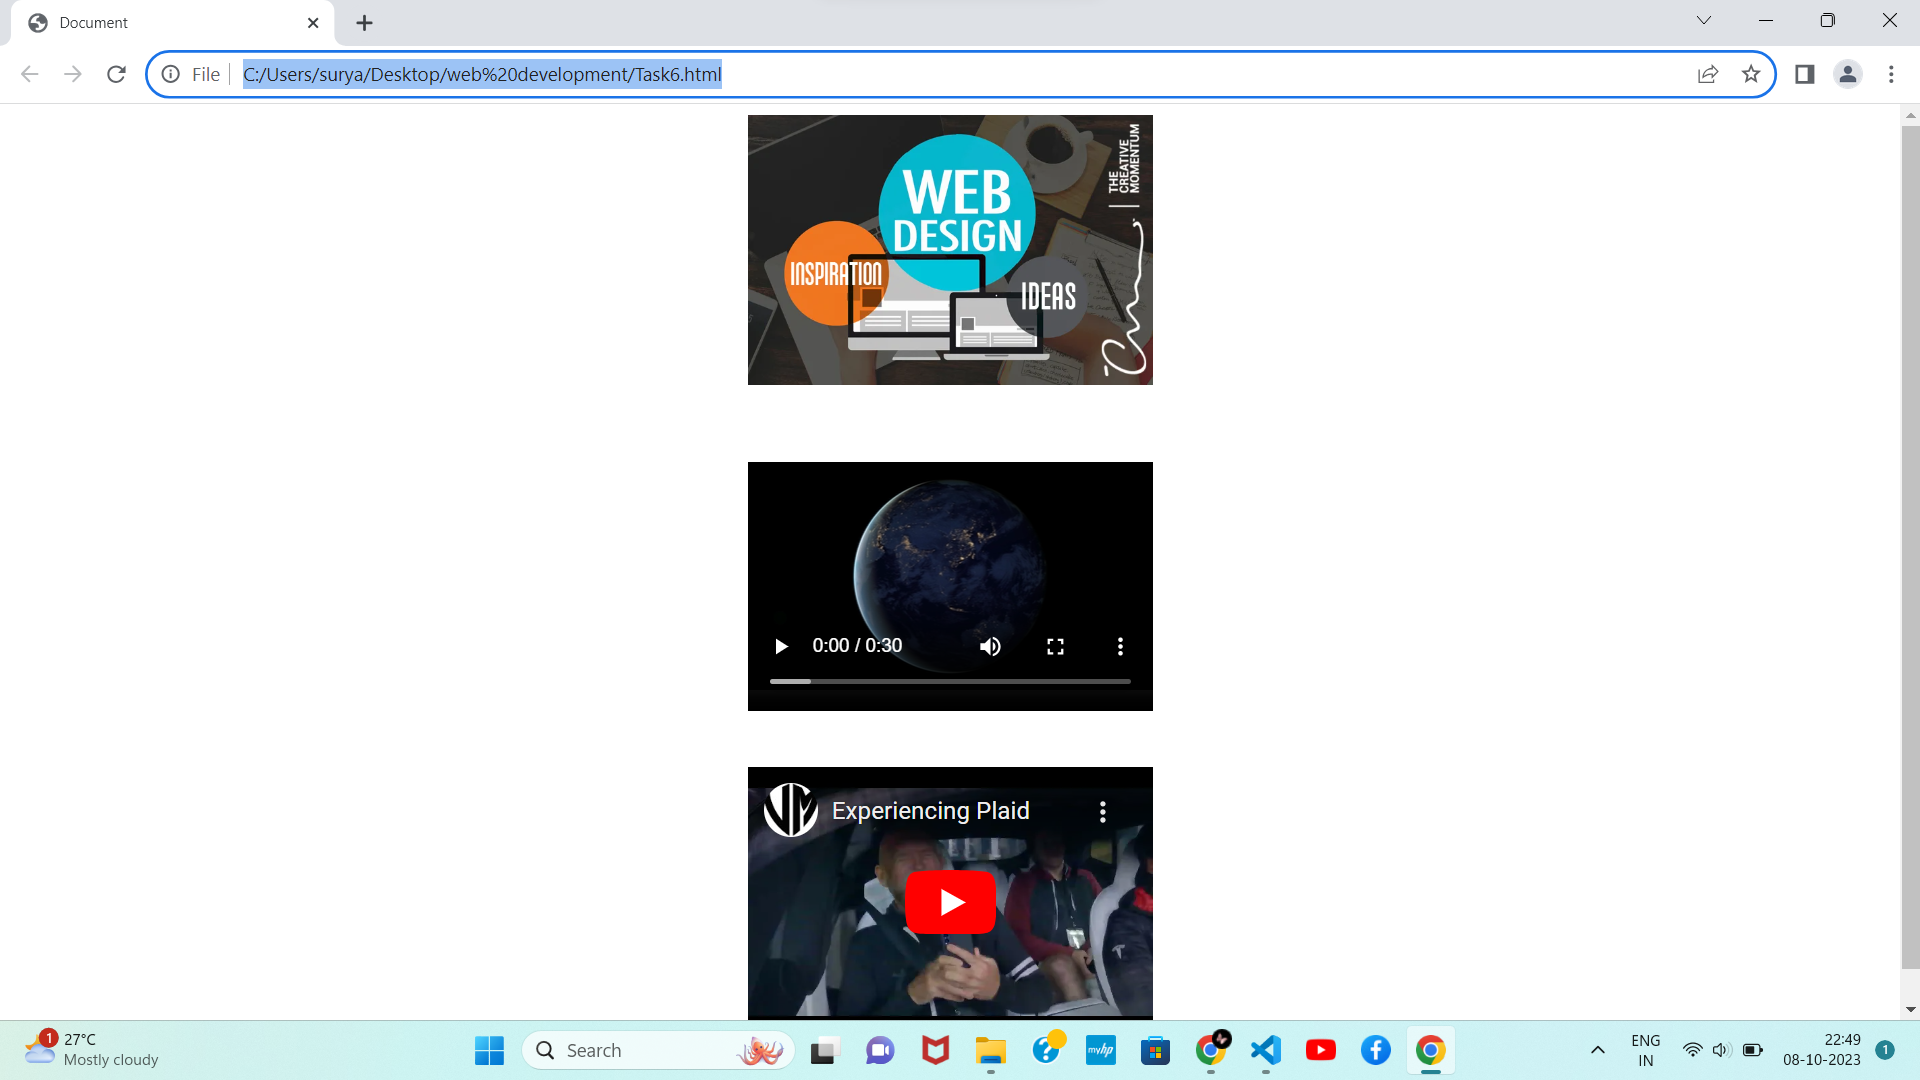 Document
File
C:/Users/surya/Desktop/web%20development/Task6.html
THE
CREATIVE
MOMENTUM
WEB
DESIGN
INSPIRATION
IDEAS
0:00 / 0:30
Experiencing Plaid
1
27°C
Mostly cloudy
Search
myhp
ENG
IN
22:49
08-10-2023
1